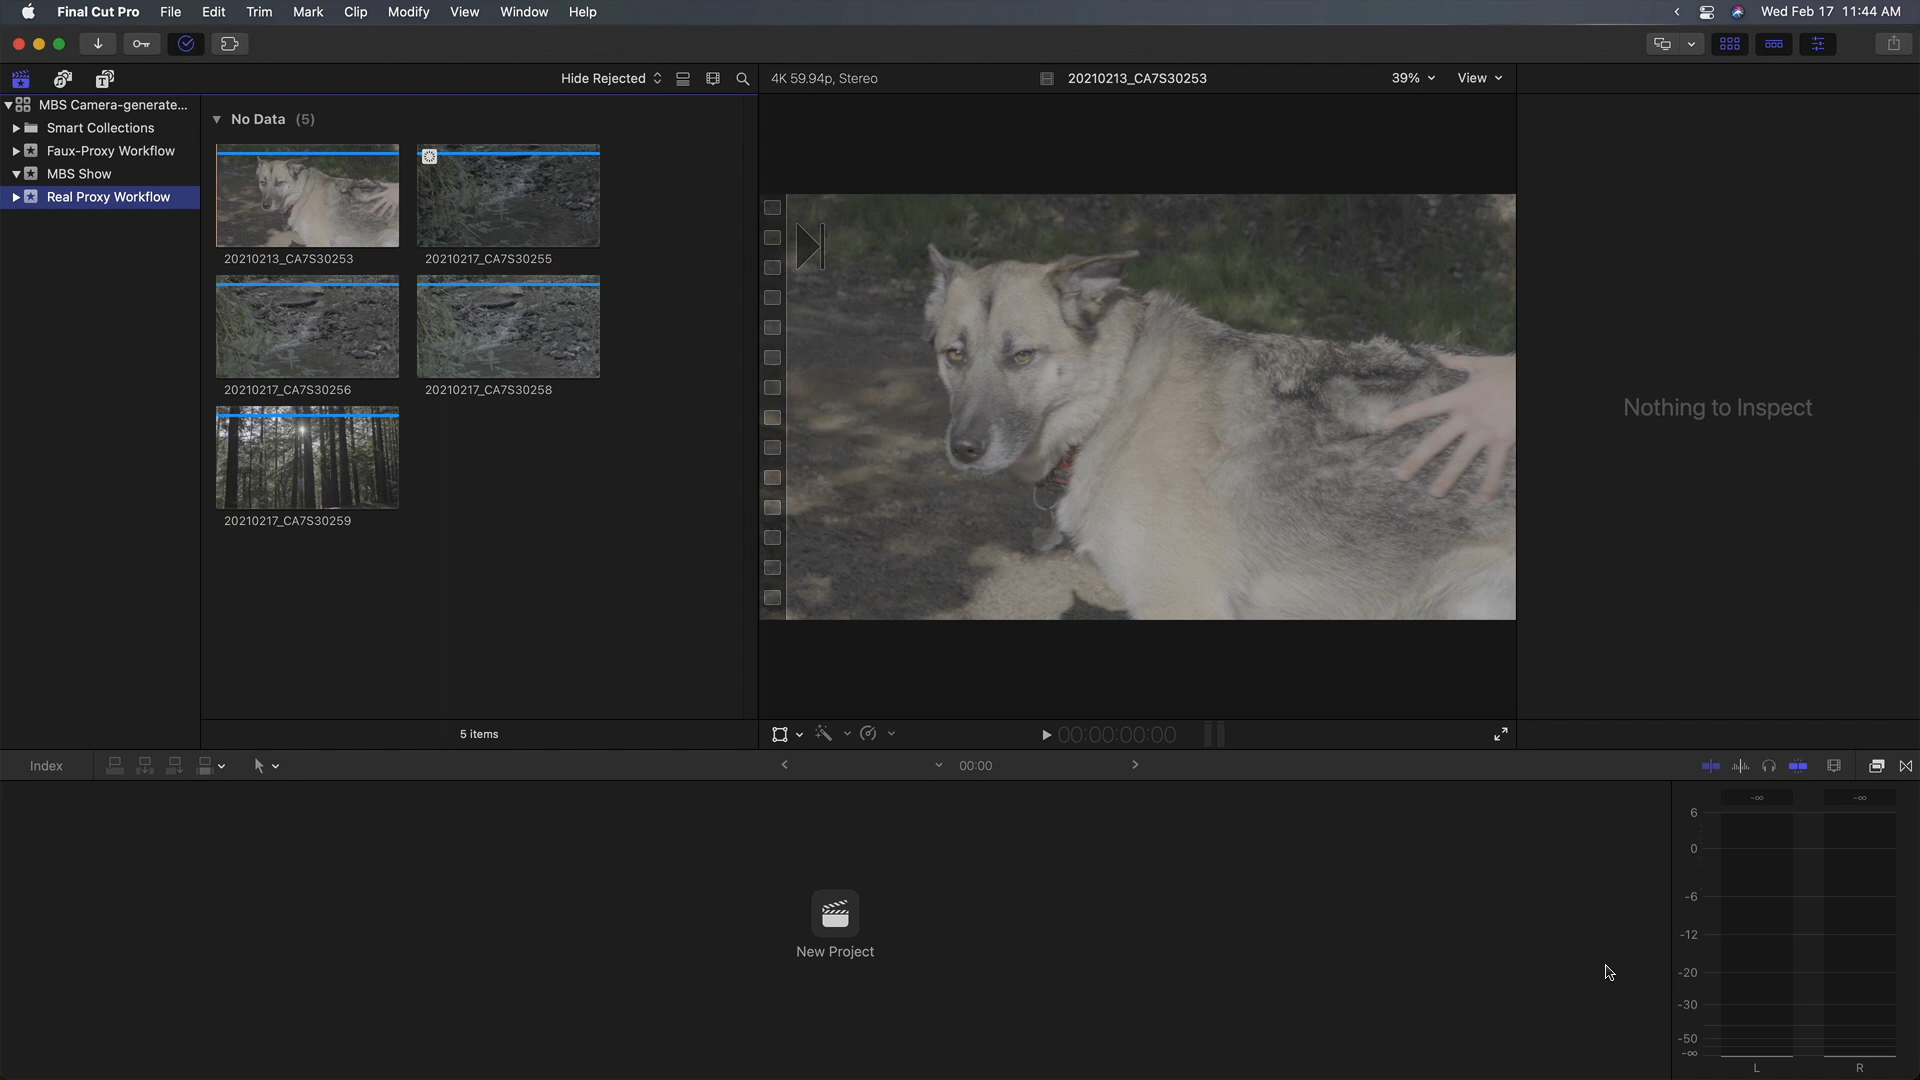 Final Cut Pro File Edit Trim Mark Clip Modify View Window Help Wed Feb 17 11:44 AM
Hide Rejected
4K 59.94p, Stereo
20210213_CA7S30253
39%
View
MBS Camera-generate...
Smart Collections
Faux-Proxy Workflow
MBS Show
Real Proxy Workflow
No Data (5)
20210213_CA7S30253
20210217_CA7S30255
20210217_CA7S30256
20210217_CA7S30258
20210217_CA7S30259
5 items
00:00:00:00
Nothing to Inspect
Index
00:00
New Project
-∞ -∞
6
0
-6
-12
-20
-30
-50
-∞
L R